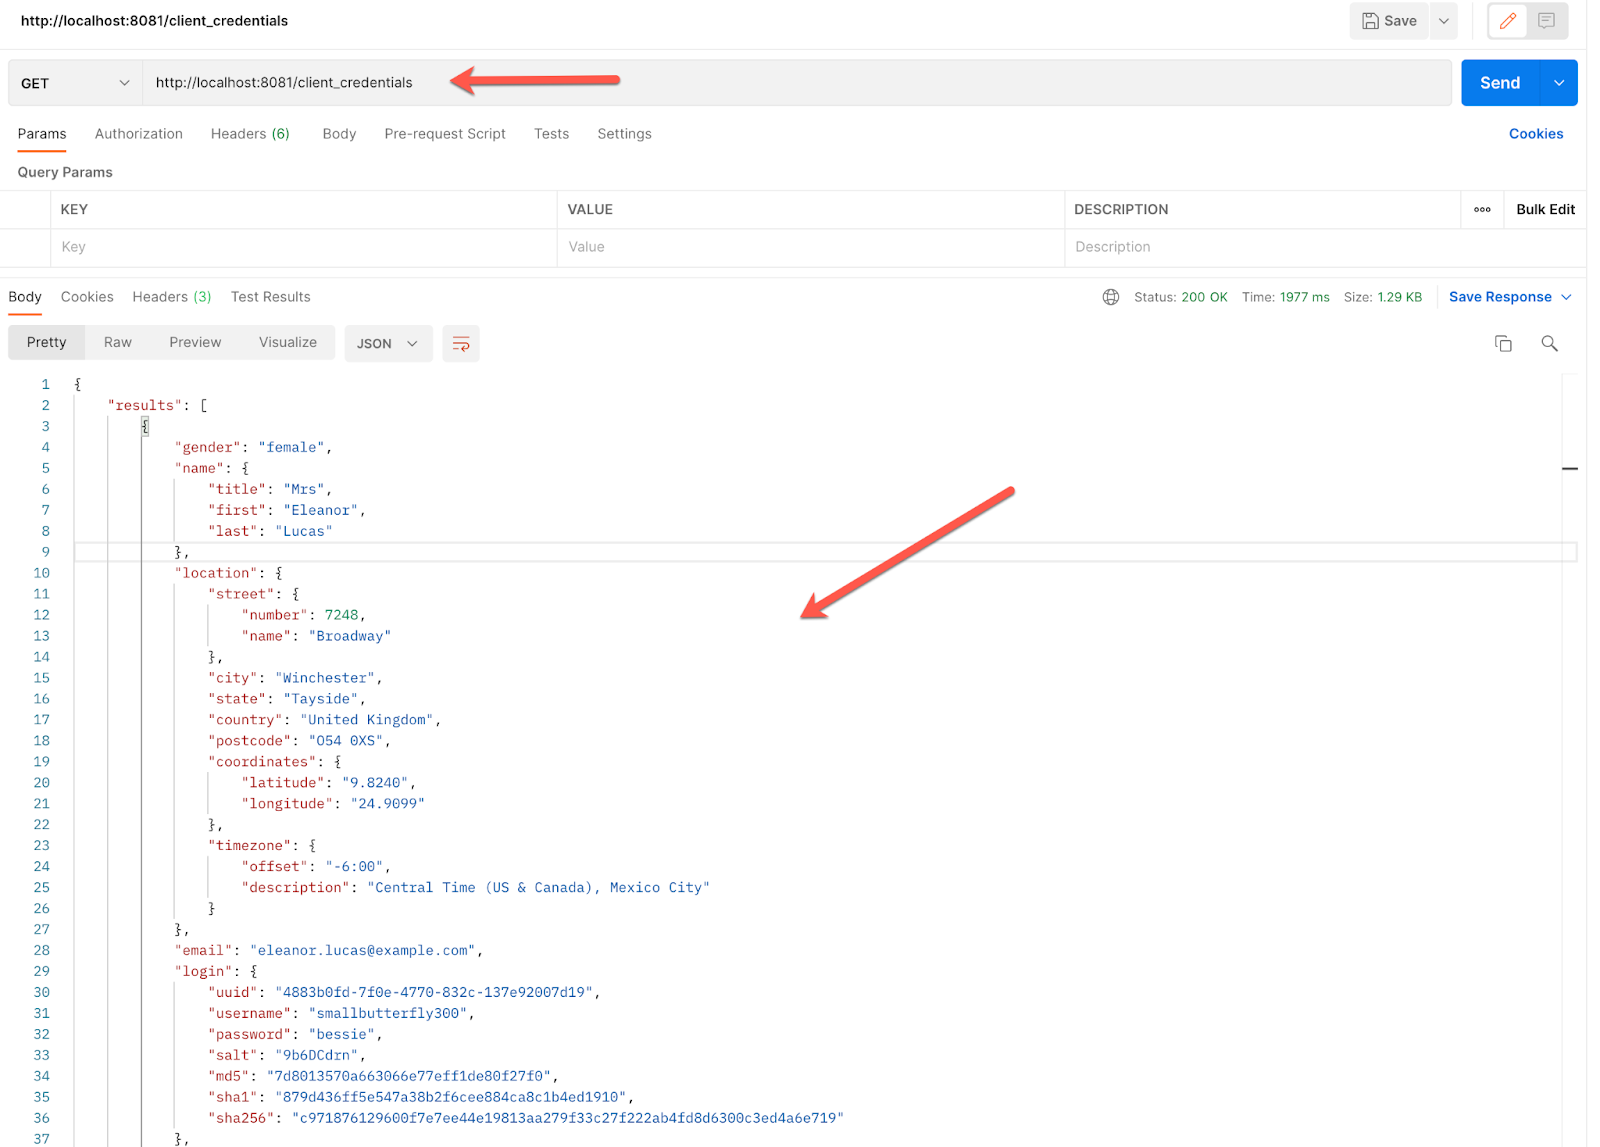 http://localhost:8081/client_credentials
Save
GET
http://localhost:8081/client_credentials
Send
Params Authorization Headers (6) Body Pre-request Script Tests Settings Cookies
Query Params
KEY VALUE DESCRIPTION ooo Bulk Edit
Key Value Description
Body Cookies Headers (3) Test Results Status: 200 OK Time: 1977 ms Size: 1.29 KB Save Response
Pretty Raw Preview Visualize JSON
1 {
2 "results": [
3 {
4 "gender": "female",
5 "name": {
6 "title": "Mrs",
7 "first": "Eleanor",
8 "last": "Lucas"
9 },
10 "location": {
11 "street": {
12 "number": 7248,
13 "name": "Broadway"
14 },
15 "city": "Winchester",
16 "state": "Tayside",
17 "country": "United Kingdom",
18 "postcode": "O54 0XS",
19 "coordinates": {
20 "latitude": "9.8240",
21 "longitude": "24.9099"
22 },
23 "timezone": {
24 "offset": "-6:00",
25 "description": "Central Time (US & Canada), Mexico City"
26 }
27 },
28 "email": "eleanor.lucas@example.com",
29 "login": {
30 "uuid": "4883b0fd-7f0e-4770-832c-137e92007d19",
31 "username": "smallbutterfly300",
32 "password": "bessie",
33 "salt": "9b6DCdrn",
34 "md5": "7d8013570a663066e77eff1de80f27f0",
35 "sha1": "879d436ff5e547a38b2f6cee884ca8c1b4ed1910",
36 "sha256": "c971876129600f7e7ee44e19813aa279f33c27f222ab4fd8d6300c3ed4a6e719"
37 },